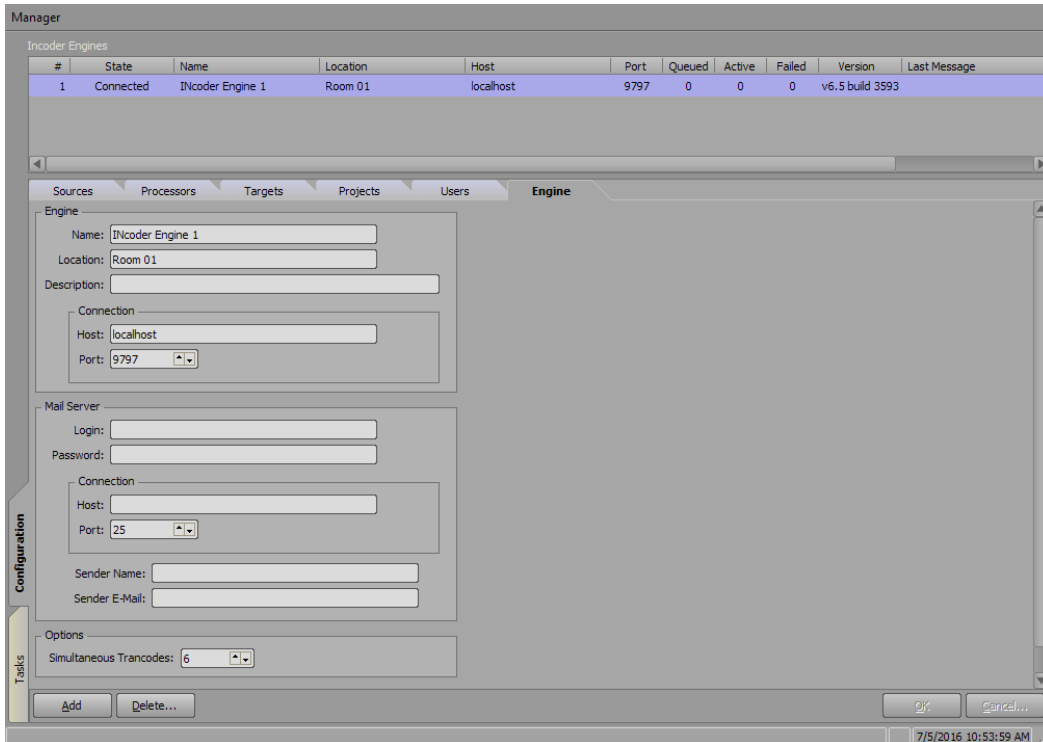 Manager
Incoder Engines
# State Name Location Host Port Queued Active Failed Version Last Message
1 Connected INcoder Engine 1 Room 01 localhost 9797 0 0 0 v6.5 build 3593
Sources Processors Targets Projects Users Engine
Engine
Name: INcoder Engine 1
Location: Room 01
Description:
Connection
Host: localhost
Port: 9797
Mail Server
Login:
Password:
Connection
Host:
Port: 25
Sender Name:
Sender E-Mail:
Options
Simultaneous Trancodes: 6
Configuration
Tasks
Add Delete... OK Cancel...
7/5/2016 10:53:59 AM